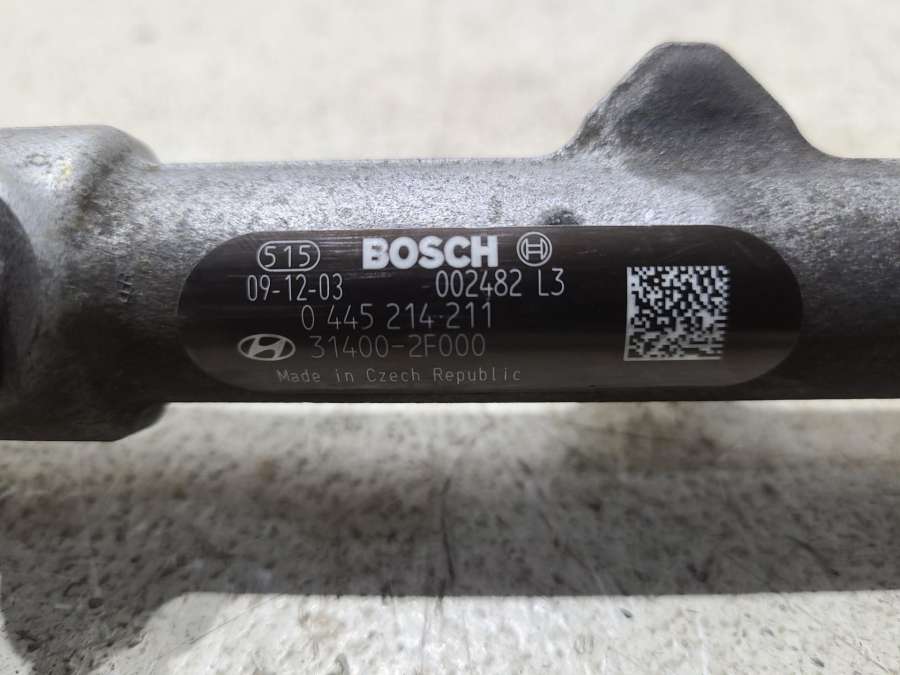 515 BOSCH
09-12-03 002482 L3
0 445 214 211
31400-2F000
Made in Czech Republic